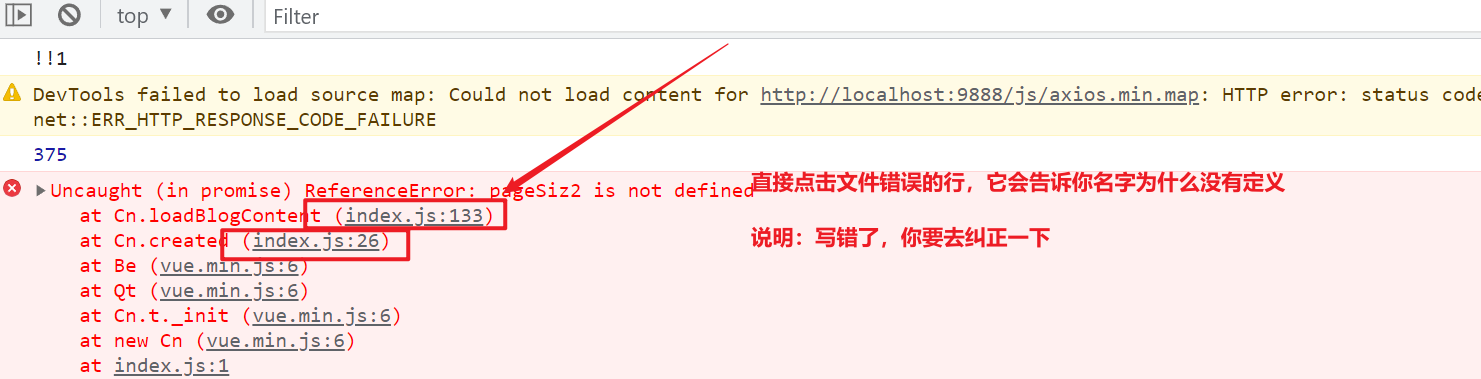 top
Filter
!!1
DevTools failed to load source map: Could not load content for http://localhost:9888/js/axios.min.map: HTTP error: status code
net::ERR_HTTP_RESPONSE_CODE_FAILURE
375
Uncaught (in promise) ReferenceError: pageSiz2 is not defined
直接点击文件错误的行，它会告诉你名字为什么没有定义
at Cn.loadBlogContent (index.js:133)
说明：写错了，你要去纠正一下
at Cn.created (index.js:26)
at Be (vue.min.js:6)
at Qt (vue.min.js:6)
at Cn.t._init (vue.min.js:6)
at new Cn (vue.min.js:6)
at index.js:1